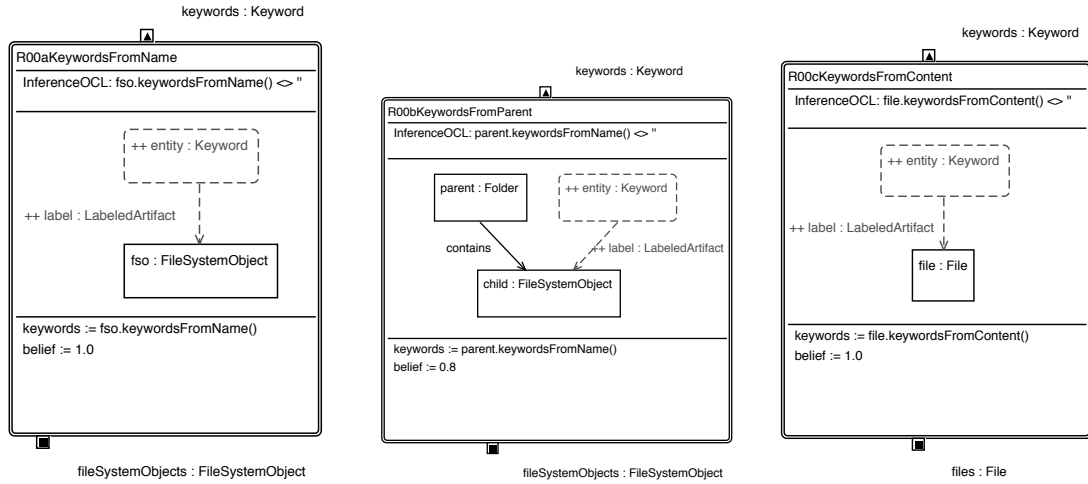 keywords : Keyword
R00aKeywordsFromName
InferenceOCL: fso.keywordsFromName() <> ''
++ entity : Keyword
++ label : LabeledArtifact
fso : FileSystemObject
keywords := fso.keywordsFromName()
belief := 1.0
fileSystemObjects : FileSystemObject
keywords : Keyword
R00bKeywordsFromParent
InferenceOCL: parent.keywordsFromName() <> ''
parent : Folder
++ entity : Keyword
contains
++ label : LabeledArtifact
child : FileSystemObject
keywords := parent.keywordsFromName()
belief := 0.8
fileSystemObjects : FileSystemObject
keywords : Keyword
R00cKeywordsFromContent
InferenceOCL: file.keywordsFromContent() <> ''
++ entity : Keyword
++ label : LabeledArtifact
file : File
keywords := file.keywordsFromContent()
belief := 1.0
files : File